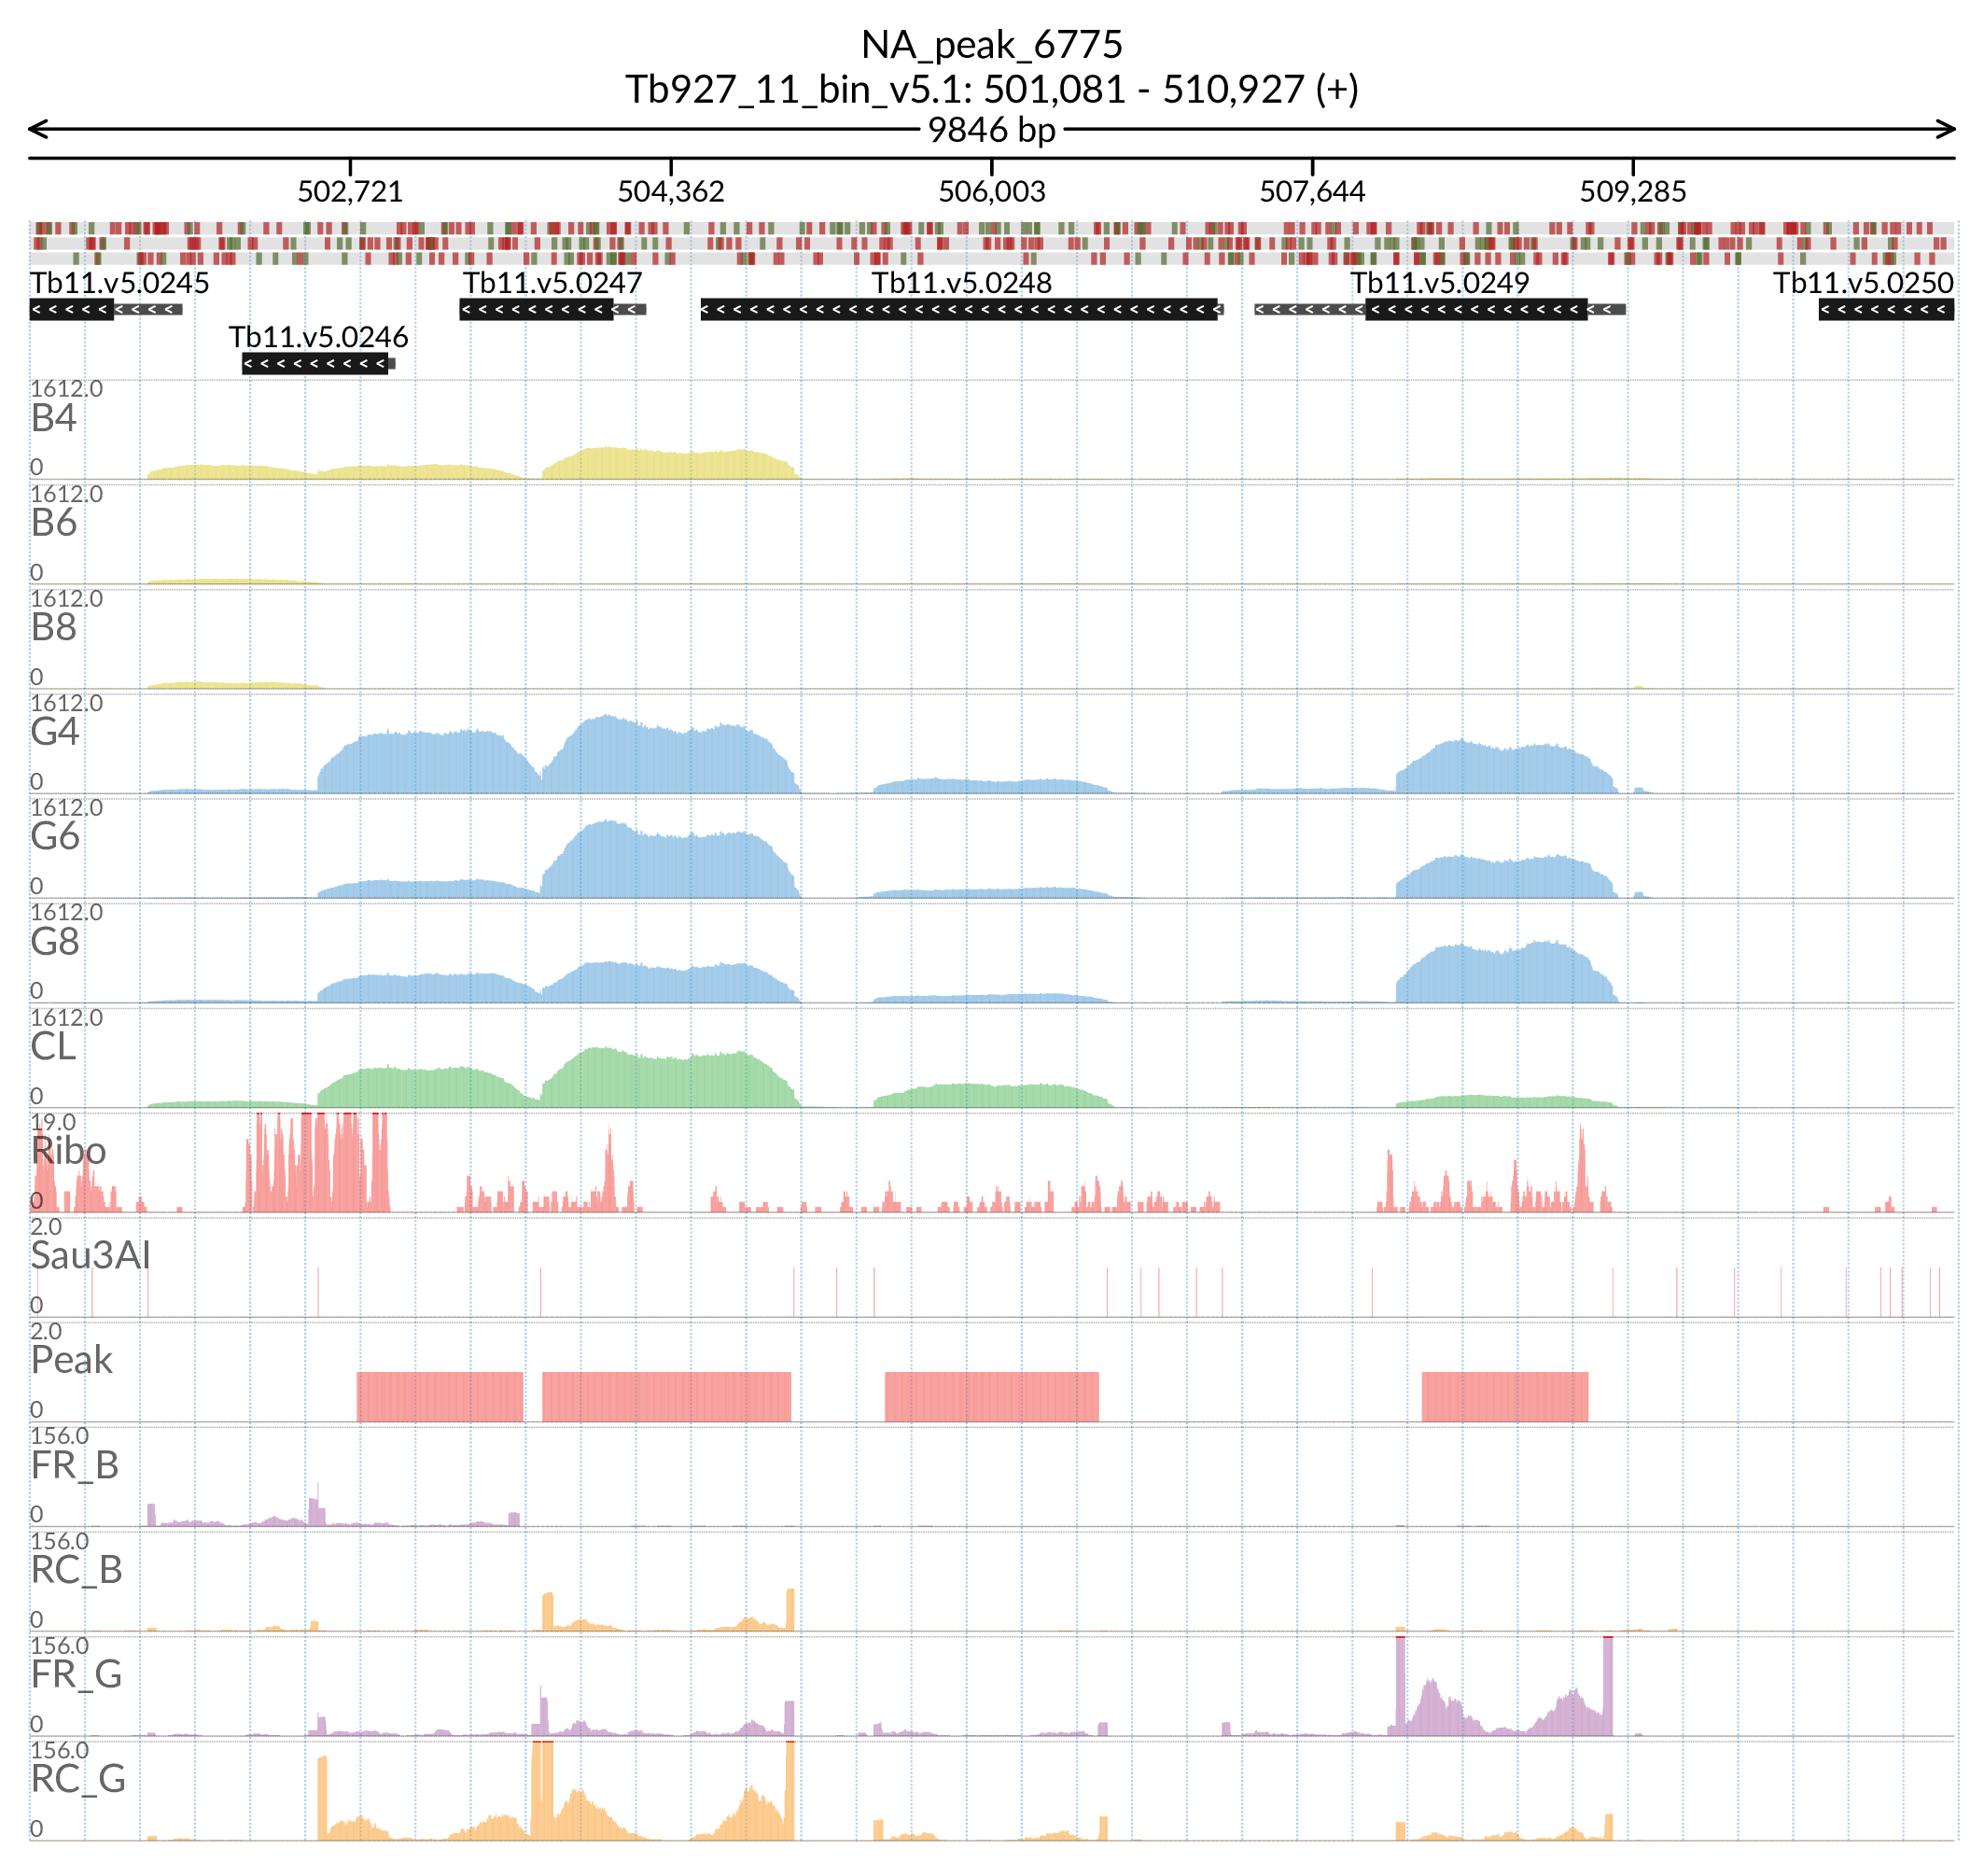 NA_peak_6775
Tb927_11_bin_v5.1: 501,081 - 510,927 (+)
9846 bp
502,721 504,362 506,003 507,644 509,285
Tb11.v5.0245 Tb11.v5.0247 Tb11.v5.0248 Tb11.v5.0249 Tb11.v5.0250
Tb11.v5.0246
1612.0
B4
0
1612.0
B6
0
1612.0
B8
0
1612.0
G4
0
1612.0
G6
0
1612.0
G8
0
1612.0
CL
0
19.0
Ribo
0
2.0
Sau3AI
0
2.0
Peak
0
156.0
FR_B
0
156.0
RC_B
0
156.0
FR_G
0
156.0
RC_G
0